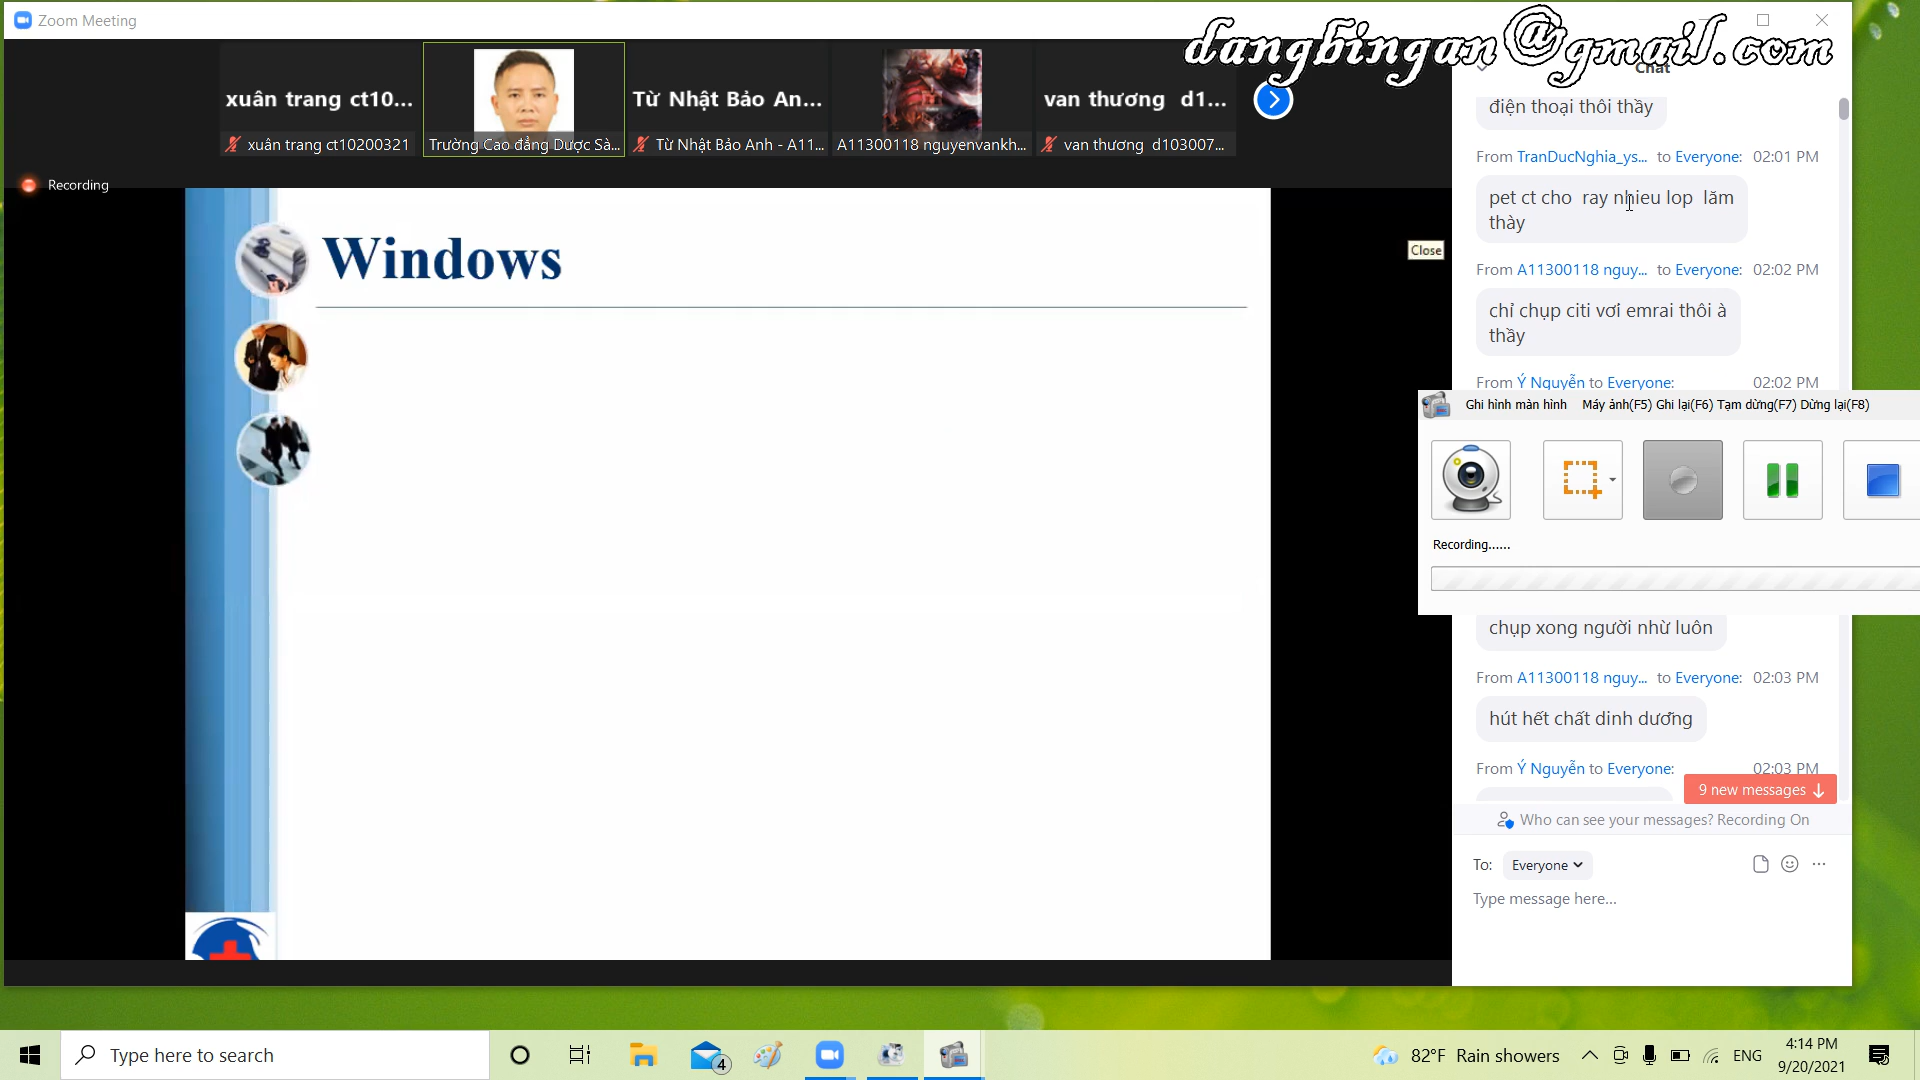 Zoom Meeting
dangbingan@gmail.com
xuân trang ct10...
Từ Nhật Bảo An...
van thương d1...
xuân trang ct10200321
Trường Cao đẳng Dược Sà...
Từ Nhật Bảo Anh - A11...
A11300118 nguyenvankh...
van thương d103007...
Recording
Windows
Close
Chat
điện thoại thôi thầy
From TranDucNghia_ys... to Everyone: 02:01 PM
pet ct cho ray nhieu lop lăm
thày
From A11300118 nguy... to Everyone: 02:02 PM
chỉ chụp citi với emrai thôi à
thầy
From Ý Nguyễn to Everyone: 02:02 PM
Ghi hình màn hình Máy ảnh(F5) Ghi lại(F6) Tạm dừng(F7) Dừng lại(F8)
Recording......
chụp xong người nhừ luôn
From A11300118 nguy... to Everyone: 02:03 PM
hút hết chất dinh dưỡng
From Ý Nguyễn to Everyone: 02:03 PM
9 new messages
Who can see your messages? Recording On
To: Everyone
Type message here...
Type here to search
4
82°F Rain showers
ENG
4:14 PM
9/20/2021